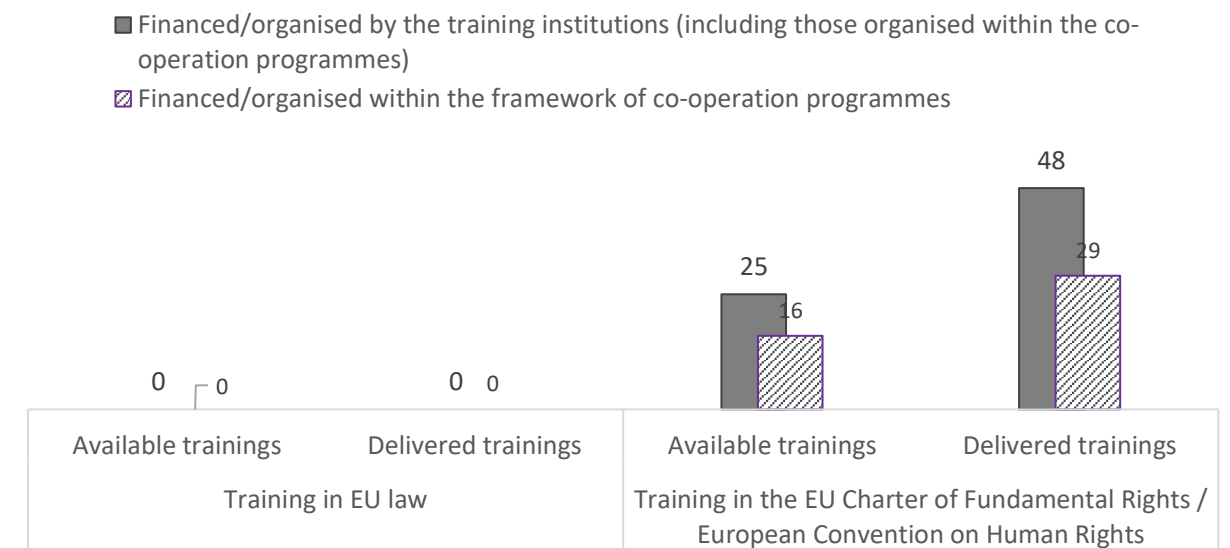 Financed/organised by the training institutions (including those organised within the co-
operation programmes)
Financed/organised within the framework of co-operation programmes
48
29
25
16
0 0
0 0
Available trainings Delivered trainings Available trainings Delivered trainings
Training in EU law
Training in the EU Charter of Fundamental Rights /
European Convention on Human Rights